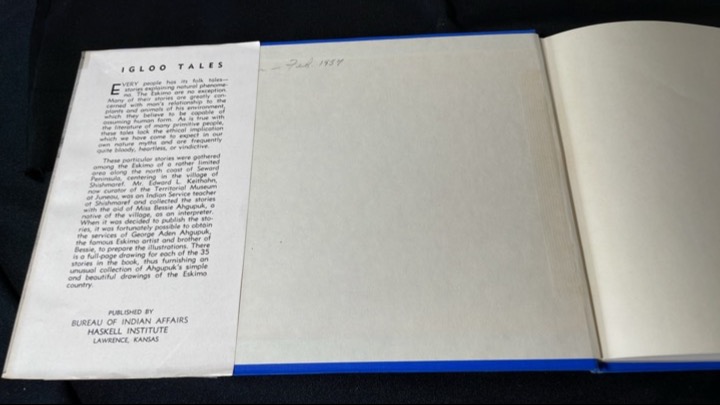 IGLOO TALES
EVERY people has its folk tales—
stories explaining natural phenome-
na. The Eskimo are no exception.
Many of their stories are greatly con-
cerned with man's relationship to the
plants and animals of his environment,
which they believe to be capable of
assuming human form. As is true with
the literature of many primitive people,
these tales lack the ethical implication
which we have come to expect in our
own nature myths and are frequently
quite bloody, heartless, or vindictive.
These particular stories were gathered
among the Eskimo of a rather limited
area along the north coast of Seward
Peninsula, centering in the village of
Shishmaref. Mr. Edward L. Keithahn,
now curator of the Territorial Museum
at Juneau, was an Indian Service teacher
at Shishmaref and collected the stories
with the aid of Miss Bessie Ahgupuk, a
native of the village, as an interpreter.
When it was decided to publish the sto-
ries, it was fortunately possible to obtain
the services of George Aden Ahgupuk,
the famous Eskimo artist and brother of
Bessie, to prepare the illustrations. There
is a full-page drawing for each of the 35
stories in the book, thus furnishing an
unusual collection of Ahgupuk's simple
and beautiful drawings of the Eskimo
country.
PUBLISHED BY
BUREAU OF INDIAN AFFAIRS
HASKELL INSTITUTE
LAWRENCE, KANSAS